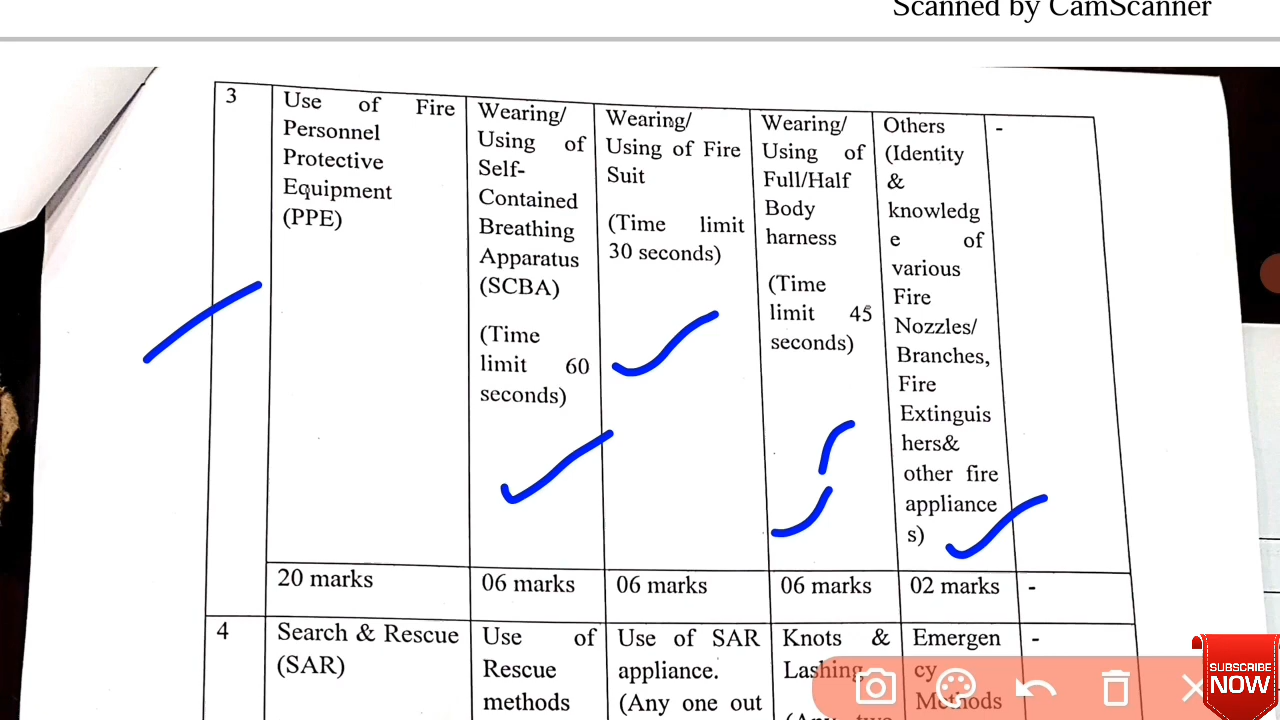 Scanned by CamScanner
3
Use of Fire
Personnel
Protective
Equipment
(PPE)
Wearing/
Using of
Self-
Contained
Breathing
Apparatus
(SCBA)
(Time
limit 60
seconds)
Wearing/
Using of Fire
Suit
(Time limit
30 seconds)
Wearing/
Using of
Full/Half
Body
harness
(Time
limit 45
seconds)
Others
(Identity
&
knowledg
e of
various
Fire
Nozzles/
Branches,
Fire
Extinguis
hers&
other fire
appliance
s)
-
20 marks
06 marks
06 marks
06 marks
02 marks
-
4
Search & Rescue
(SAR)
Use of
Rescue
methods
Use of SAR
appliance.
(Any one out
Knots &
Lashing
(Any two
Emergen
cy
Methods
-
SUBSCRIBE
NOW